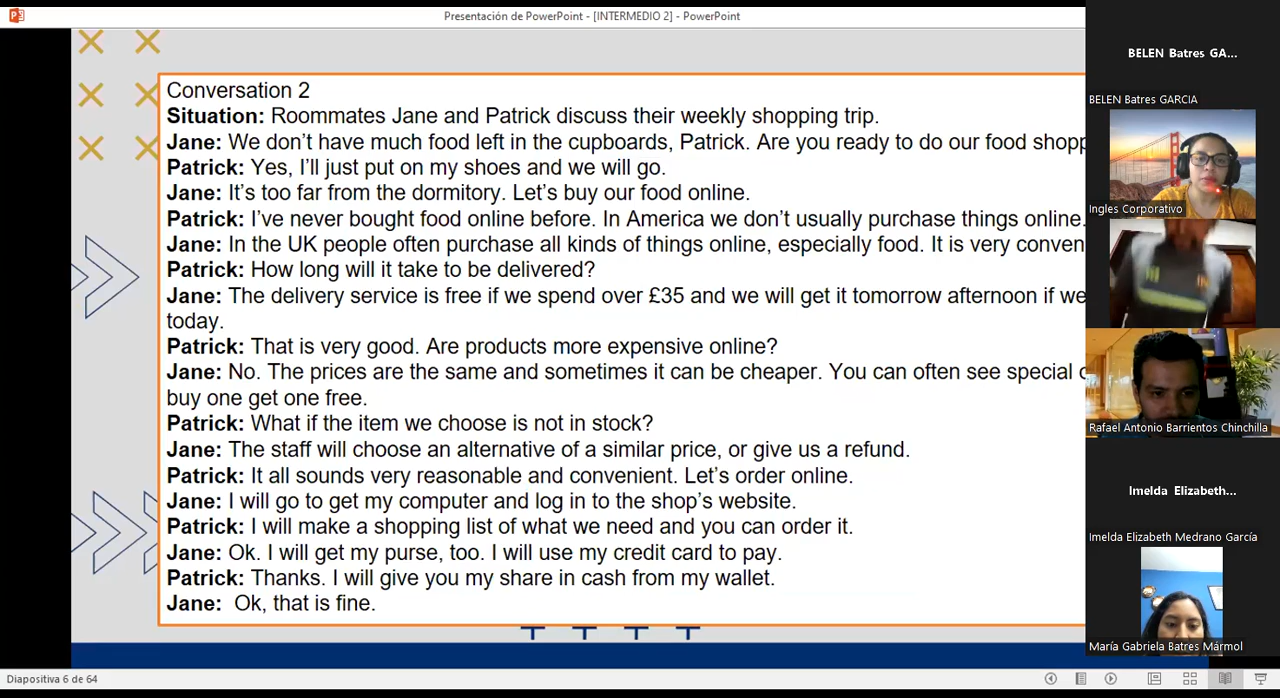 Presentación de PowerPoint - [INTERMEDIO 2] - PowerPoint
Conversation 2
Situation: Roommates Jane and Patrick discuss their weekly shopping trip.
Jane: We don’t have much food left in the cupboards, Patrick. Are you ready to do our food
Patrick: Yes, I’ll just put on my shoes and we will go.
Jane: It’s too far from the dormitory. Let’s buy our food online.
Patrick: I’ve never bought food online before. In America we don’t usually purchase things online.
Jane: In the UK people often purchase all kinds of things online, especially food. It is very
Patrick: How long will it take to be delivered?
Jane: The delivery service is free if we spend over £35 and we will get it tomorrow afternoon if we
today.
Patrick: That is very good. Are products more expensive online?
Jane: No. The prices are the same and sometimes it can be cheaper. You can often see special
buy one get one free.
Patrick: What if the item we choose is not in stock?
Jane: The staff will choose an alternative of a similar price, or give us a refund.
Patrick: It all sounds very reasonable and convenient. Let’s order online.
Jane: I will go to get my computer and log in to the shop’s website.
Patrick: I will make a shopping list of what we need and you can order it.
Jane: Ok. I will get my purse, too. I will use my credit card to pay.
Patrick: Thanks. I will give you my share in cash from my wallet.
Jane: Ok, that is fine.
Diapositiva 6 de 64
BELEN Batres GA...
BELEN Batres GARCIA
Ingles Corporativo
Rafael Antonio Barrientos Chinchilla
Imelda Elizabeth...
Imelda Elizabeth Medrano García
María Gabriela Batres Mármol